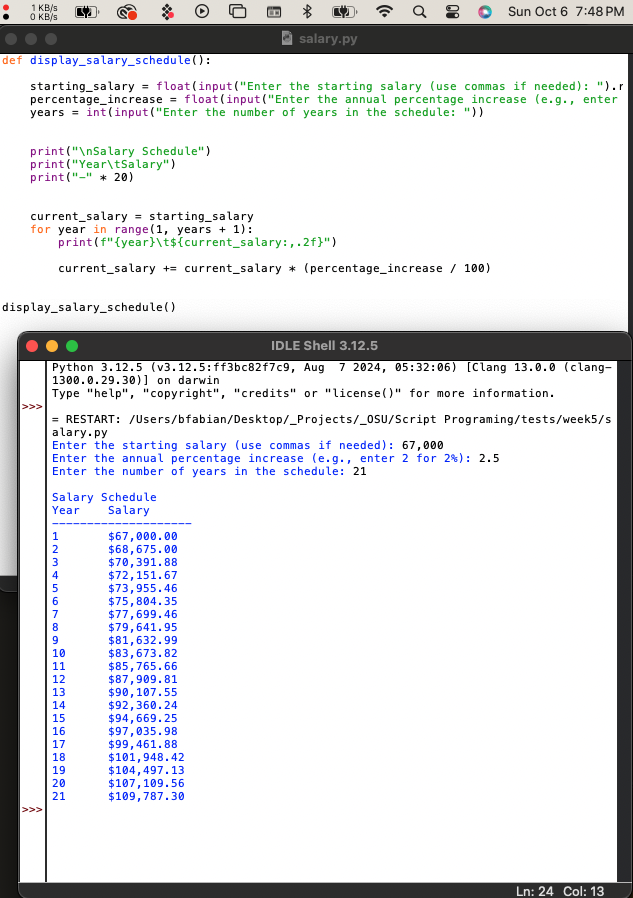 1 KB/s
0 KB/s
Sun Oct 6 7:48 PM
salary.py
def display_salary_schedule():
starting_salary = float(input("Enter the starting salary (use commas if needed): ").r
percentage_increase = float(input("Enter the annual percentage increase (e.g., enter
years = int(input("Enter the number of years in the schedule: "))
print("\nSalary Schedule")
print("Year\tSalary")
print("-" * 20)
current_salary = starting_salary
for year in range(1, years + 1):
print(f"{year}\t${current_salary:,.2f}")
current_salary += current_salary * (percentage_increase / 100)
display_salary_schedule()
IDLE Shell 3.12.5
Python 3.12.5 (v3.12.5:ff3bc82f7c9, Aug  7 2024, 05:32:06) [Clang 13.0.0 (clang-
1300.0.29.30)] on darwin
Type "help", "copyright", "credits" or "license()" for more information.
>>>
= RESTART: /Users/bfabian/Desktop/_Projects/_OSU/Script Programing/tests/week5/s
alary.py
Enter the starting salary (use commas if needed): 67,000
Enter the annual percentage increase (e.g., enter 2 for 2%): 2.5
Enter the number of years in the schedule: 21
Salary Schedule
Year    Salary
--------------------
1       $67,000.00
2       $68,675.00
3       $70,391.88
4       $72,151.67
5       $73,955.46
6       $75,804.35
7       $77,699.46
8       $79,641.95
9       $81,632.99
10      $83,673.82
11      $85,765.66
12      $87,909.81
13      $90,107.55
14      $92,360.24
15      $94,669.25
16      $97,035.98
17      $99,461.88
18      $101,948.42
19      $104,497.13
20      $107,109.56
21      $109,787.30
>>>
Ln: 24  Col: 13